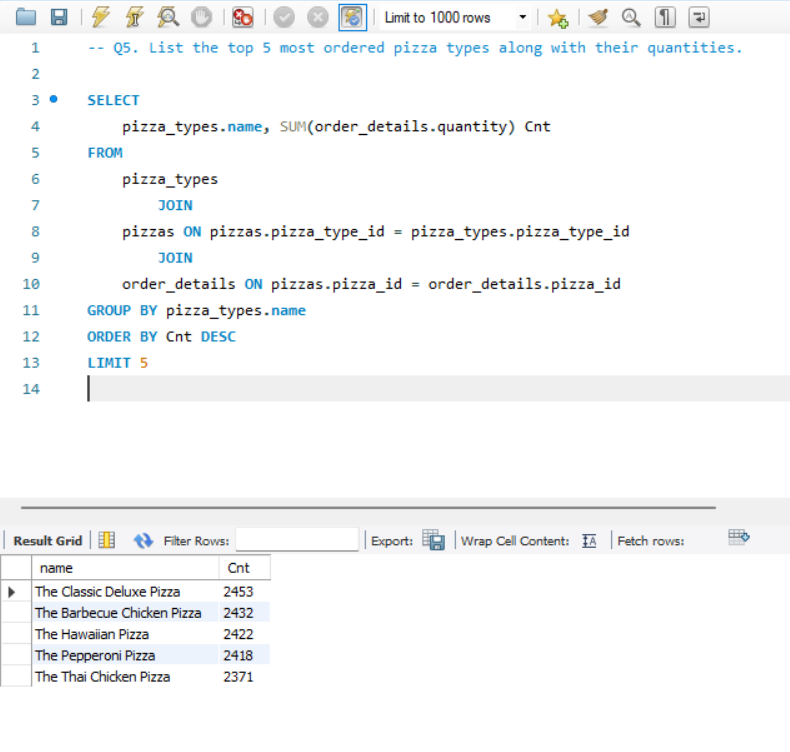 Limit to 1000 rows
1 -- Q5. List the top 5 most ordered pizza types along with their quantities.
2
3 SELECT
4 pizza_types.name, SUM(order_details.quantity) Cnt
5 FROM
6 pizza_types
7 JOIN
8 pizzas ON pizzas.pizza_type_id = pizza_types.pizza_type_id
9 JOIN
10 order_details ON pizzas.pizza_id = order_details.pizza_id
11 GROUP BY pizza_types.name
12 ORDER BY Cnt DESC
13 LIMIT 5
14
Result Grid Filter Rows: Export: Wrap Cell Content: Fetch rows:
name Cnt
The Classic Deluxe Pizza 2453
The Barbecue Chicken Pizza 2432
The Hawaiian Pizza 2422
The Pepperoni Pizza 2418
The Thai Chicken Pizza 2371